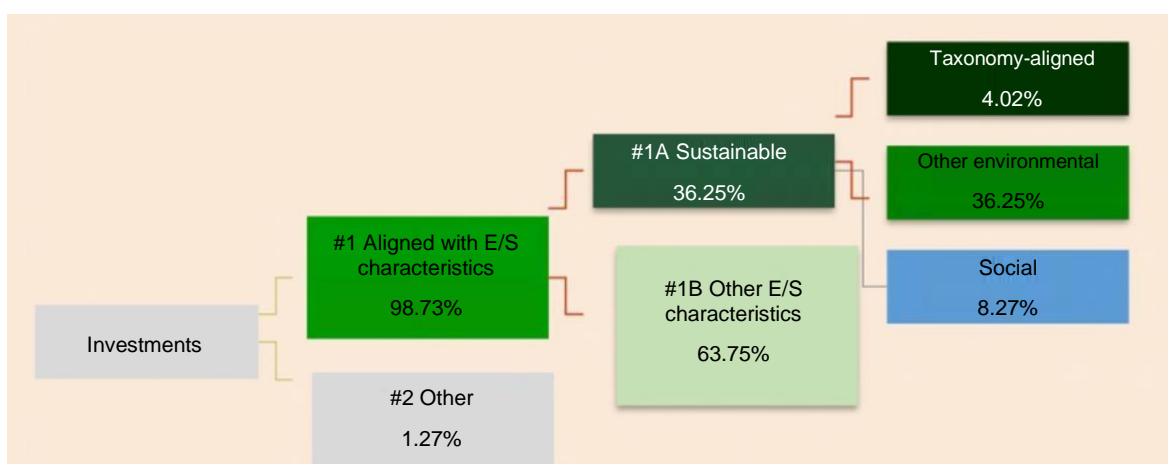 Investments
#1 Aligned with E/S
characteristics
98.73%
#2 Other
1.27%
#1A Sustainable
36.25%
#1B Other E/S
characteristics
63.75%
Taxonomy-aligned
4.02%
Other environmental
36.25%
Social
8.27%